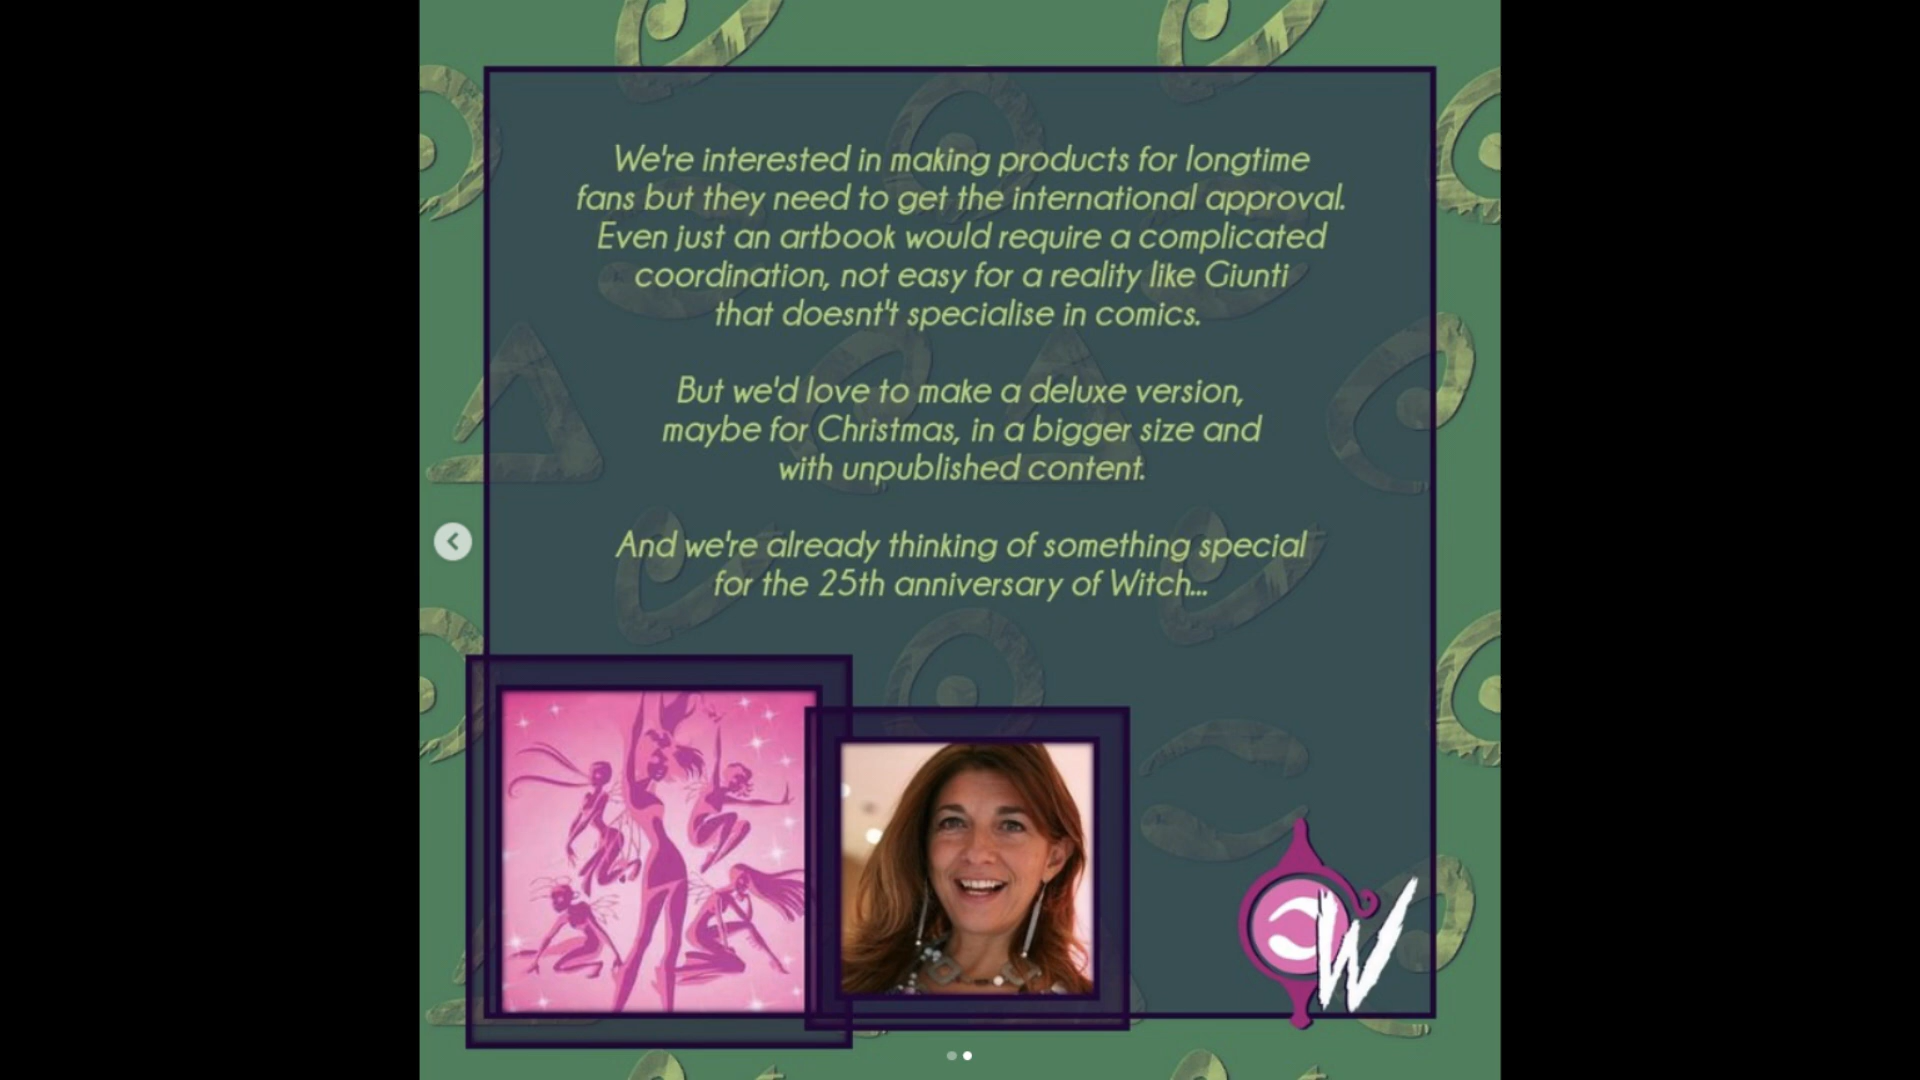 We're interested in making products for longtime
fans but they need to get the international approval.
Even just an artbook would require a complicated
coordination, not easy for a reality like Giunti
that doesnt't specialise in comics.
But we'd love to make a deluxe version,
maybe for Christmas, in a bigger size and
with unpublished content.
And we're already thinking of something special
for the 25th anniversary of Witch...
W